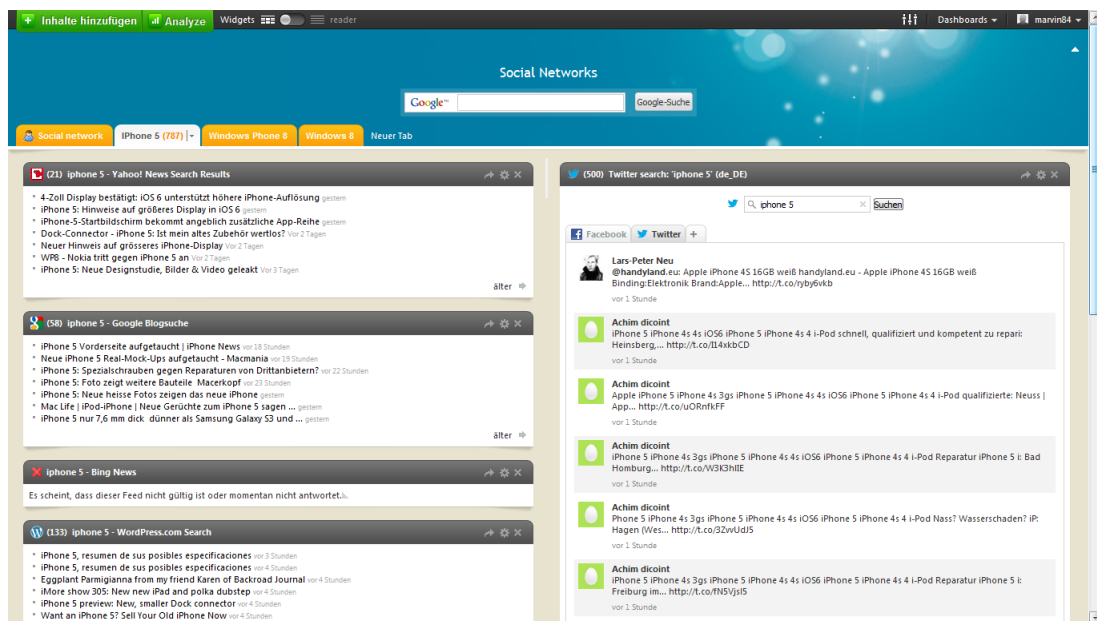 Inhalte hinzufügen Analyze Widgets reader Dashboards marvin84
Social Networks
Google™ Google-Suche
Social network IPhone 5 (787) Windows Phone 8 Windows 8 Neuer Tab
(21) iphone 5 - Yahoo! News Search Results
4-Zoll Display bestätigt: iOS 6 unterstützt höhere iPhone-Auflösung gestern
iPhone 5: Hinweise auf größeres Display in iOS 6 gestern
iPhone-5-Startbildschirm bekommt angeblich zusätzliche App-Reihe gestern
Dock-Connector - iPhone 5: Ist mein altes Zubehör wertlos? Vor 2 Tagen
Neuer Hinweis auf grösseres iPhone-Display Vor 2 Tagen
WP8 - Nokia tritt gegen iPhone 5 an Vor 2 Tagen
iPhone 5: Neue Designstudie, Bilder & Video geleakt Vor 3 Tagen
älter
(58) iphone 5 - Google Blogsuche
iPhone 5 Vorderseite aufgetaucht | iPhone News vor 18 Stunden
Neue iPhone 5 Real-Mock-Ups aufgetaucht - Macmania vor 19 Stunden
iPhone 5: Spezialschrauben gegen Reparaturen von Drittanbietern? vor 22 Stunden
iPhone 5: Foto zeigt weitere Bauteile Macerkopf vor 23 Stunden
iPhone 5: Neue heisse Fotos zeigen das neue iPhone gestern
Mac Life | iPod-iPhone | Neue Gerüchte zum iPhone 5 sagen ... gestern
iPhone 5 nur 7,6 mm dick dünner als Samsung Galaxy S3 und ... gestern
älter
iphone 5 - Bing News
Es scheint, dass dieser Feed nicht gültig ist oder momentan nicht antwortet.
(133) iphone 5 - WordPress.com Search
iPhone 5, resumen de sus posibles especificaciones vor 3 Stunden
iPhone 5, resumen de sus posibles especificaciones vor 4 Stunden
Eggplant Parmigianna from my friend Karen of Backroad Journal vor 4 Stunden
iMore show 305: New new iPad and polka dubstep vor 4 Stunden
iPhone 5 preview: New, smaller Dock connector vor 4 Stunden
Want an iPhone 5? Sell Your Old iPhone Now vor 4 Stunden
(500) Twitter search: 'iphone 5' (de_DE)
iphone 5 Suchen
Facebook Twitter +
Lars-Peter Neu
@handyland.eu: Apple iPhone 4S 16GB weiß handyland.eu - Apple iPhone 4S 16GB weiß
Binding:Elektronik Brand:Apple... http://t.co/ryby6vkb
vor 1 Stunde
Achim dicoint
iPhone 5 iPhone 4s 4s iOS6 iPhone 5 iPhone 4s 4 i-Pod schnell, qualifiziert und kompetent zu repari:
Heinsberg,... http://t.co/I14xkbCD
vor 1 Stunde
Achim dicoint
Apple iPhone 5 iPhone 4s 3gs iPhone 5 iPhone 4s 4s iOS6 iPhone 5 iPhone 4s 4 i-Pod qualifizierte: Neuss |
App... http://t.co/uORnfkFF
vor 1 Stunde
Achim dicoint
iPhone 5 iPhone 4s 3gs iPhone 5 iPhone 4s 4s iOS6 iPhone 5 iPhone 4s 4 i-Pod Reparatur iPhone 5 i: Bad
Homburg... http://t.co/W3K3hIIE
vor 1 Stunde
Achim dicoint
Phone 5 iPhone 4s 3gs iPhone 5 iPhone 4s 4s iOS6 iPhone 5 iPhone 4s 4 i-Pod Nass? Wasserschaden? iP:
Hagen (Wes... http://t.co/3ZwUdJ5
vor 1 Stunde
Achim dicoint
iPhone 5 iPhone 4s 3gs iPhone 5 iPhone 4s 4s iOS6 iPhone 5 iPhone 4s 4 i-Pod Reparatur iPhone 5 i:
Freiburg im... http://t.co/fN5VjsI5
vor 1 Stunde